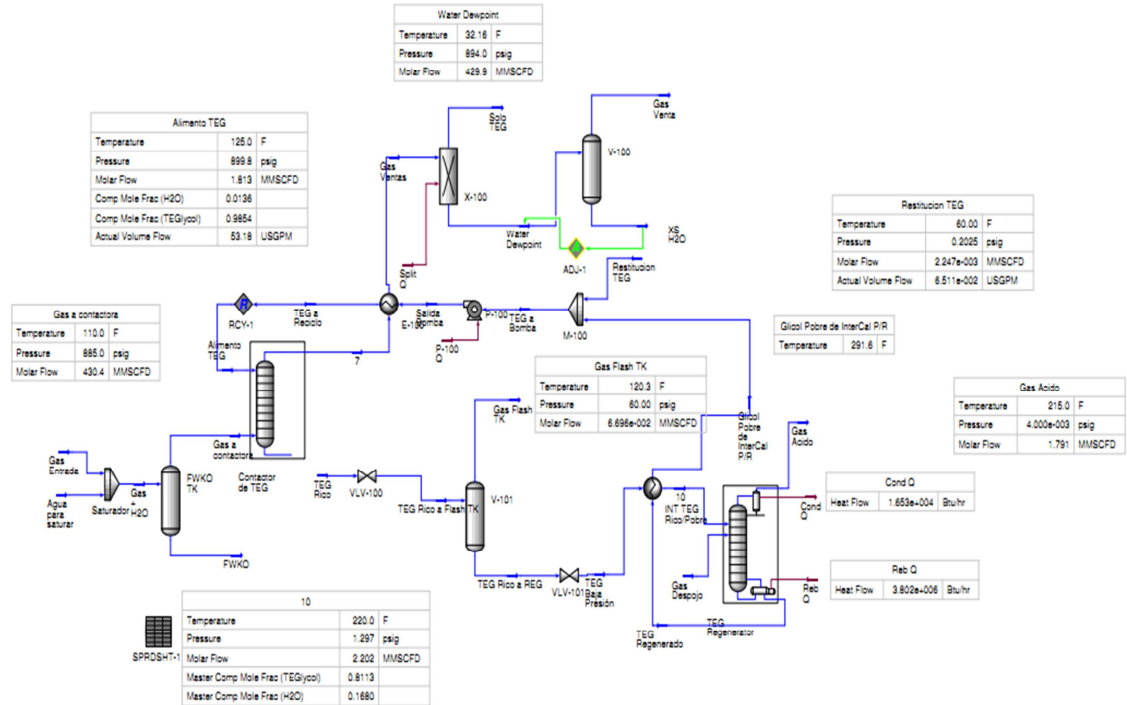 Water Dewpoint
Temperature 32.16 F
Pressure 894.0 psig
Molar Flow 429.9 MMSCFD
Alimento TEG
Temperature 125.0 F
Pressure 899.8 psig
Molar Flow 1.813 MMSCFD
Comp Mole Frac (H2O) 0.0136
Comp Mole Frac (TEGlycol) 0.9854
Actual Volume Flow 53.18 USGPM
Solo
TEG
Gas
Venta
V-100
Gas
Ventas
X-100
Water
Dewpoint
XS
H2O
ADJ-1
Split
Q
Restitucion
TEG
Restitucion TEG
Temperature 60.00 F
Pressure 0.2025 psig
Molar Flow 2.247e-003 MMSCFD
Actual Volume Flow 6.511e-002 USGPM
Gas a contactora
Temperature 110.0 F
Pressure 885.0 psig
Molar Flow 430.4 MMSCFD
R
RCY-1
TEG a
Reciclo
E-100
Salida
Bomba
P-100
TEG a
Bomba
M-100
P-100
Q
Alimento
TEG
7
Glicol Pobre de InterCal P/R
Temperature 291.6 F
Gas Flash TK
Temperature 120.3 F
Pressure 60.00 psig
Molar Flow 6.696e-002 MMSCFD
Gas Acido
Temperature 215.0 F
Pressure 4.000e-003 psig
Molar Flow 1.791 MMSCFD
Gas Flash
TK
Glicol
Pobre
de
InterCal
P/R
Gas
Acido
Gas
Entrada
Agua
para
saturar
Saturador
Gas
H2O
FWKO
TK
Gas a
contactora
Contactor
de TEG
FWKO
TEG
Rico
VLV-100
TEG Rico a Flash TK
V-101
TEG Rico a REG
VLV-101
TEG
Baja
Presión
10
INT TEG
Rico/Pobre
Gas
Despojo
TEG
Regenerado
TEG
Regenerator
Cond
Q
Reb
Q
Cond Q
Heat Flow 1.653e+004 Btu/hr
Reb Q
Heat Flow 3.802e+006 Btu/hr
SPRDSHT-1
10
Temperature 220.0 F
Pressure 1.297 psig
Molar Flow 2.202 MMSCFD
Master Comp Mole Frac (TEGlycol) 0.8113
Master Comp Mole Frac (H2O) 0.1680